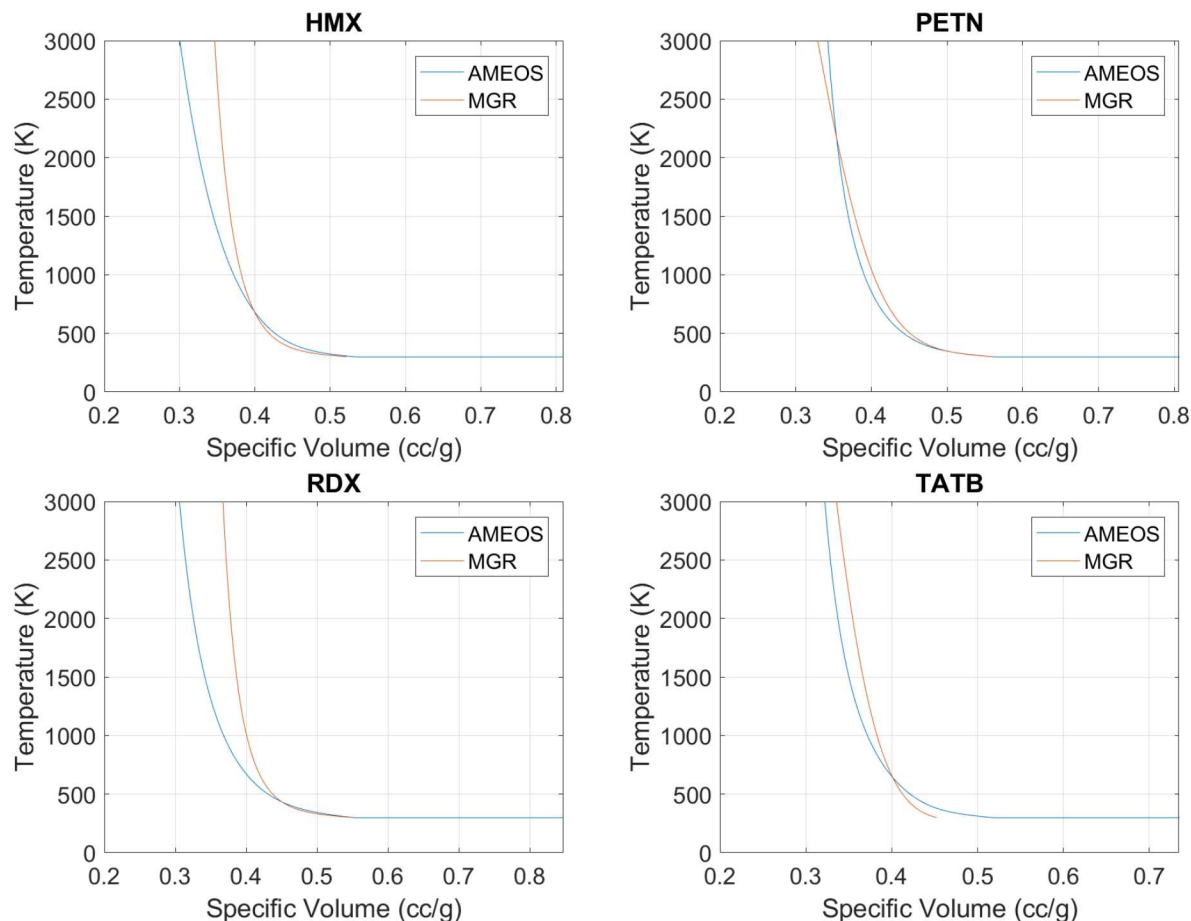 HMX
3000
2500
2000
1500
1000
500
0
Temperature (K)
AMEOS
MGR
0.2 0.3 0.4 0.5 0.6 0.7 0.8
Specific Volume (cc/g)
PETN
3000
2500
2000
1500
1000
500
0
Temperature (K)
AMEOS
MGR
0.2 0.3 0.4 0.5 0.6 0.7 0.8
Specific Volume (cc/g)
RDX
3000
2500
2000
1500
1000
500
0
Temperature (K)
AMEOS
MGR
0.2 0.3 0.4 0.5 0.6 0.7 0.8
Specific Volume (cc/g)
TATB
3000
2500
2000
1500
1000
500
0
Temperature (K)
AMEOS
MGR
0.2 0.3 0.4 0.5 0.6 0.7
Specific Volume (cc/g)